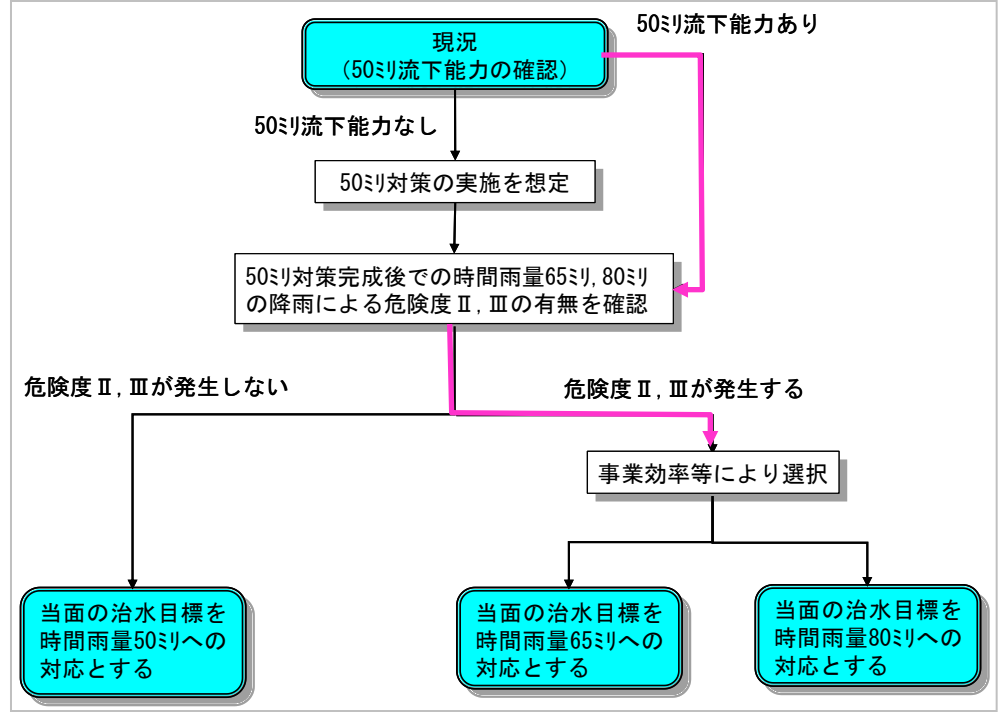 50ﾐﾘ流下能力あり
現況
（50ﾐﾘ流下能力の確認）
50ﾐﾘ流下能力なし
50ﾐﾘ対策の実施を想定
50ﾐﾘ対策完成後での時間雨量65ﾐﾘ,80ﾐﾘ
の降雨による危険度Ⅱ,Ⅲの有無を確認
危険度Ⅱ,Ⅲが発生しない
危険度Ⅱ,Ⅲが発生する
事業効率等により選択
当面の治水目標を
時間雨量50ﾐﾘへの
対応とする
当面の治水目標を
時間雨量65ﾐﾘへの
対応とする
当面の治水目標を
時間雨量80ﾐﾘへの
対応とする